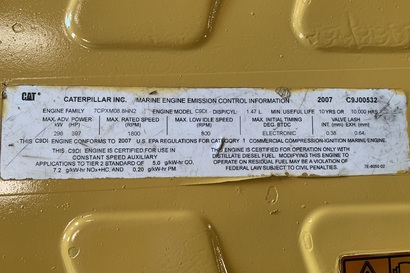 CAT CATERPILLAR INC. MARINE ENGINE EMISSION CONTROL INFORMATION 2007 C9J00532
ENGINE FAMILY 7CPXM08.8HN2 ENGINE MODEL C9DI DISP/CYL: 1.47 L MIN. USEFUL LIFE 10 YRS OR 10 000 HRS
MAX. ADV. POWER MAX. RATED SPEED MAX. LOW IDLE SPEED MAX. INITIAL TIMING VALVE LASH
kW (HP) (RPM) (RPM) DEG. BTDC INT. (mm) EXH. (mm)
296 397 1800 800 ELECTRONIC 0.38 0.64
THIS C9DI ENGINE CONFORMS TO 2007 U.S. EPA REGULATIONS FOR CATEGORY 1 COMMERCIAL COMPRESSION IGNITION MARINE ENGINE.
THIS C9DI ENGINE IS CERTIFIED FOR USE IN
CONSTANT SPEED AUXILIARY
APPLICATIONS TO TIER 2 STANDARD OF 5.0 g/kW-hr CO,
7.2 g/kW-hr NOx+HC, AND 0.20 g/kW-hr PM
THIS ENGINE IS CERTIFIED FOR OPERATION ONLY WITH
DISTILLATE DIESEL FUEL. MODIFYING THIS ENGINE TO
OPERATE ON RESIDUAL FUEL MAY BE A VIOLATION OF
FEDERAL LAW SUBJECT TO CIVIL PENALTIES.